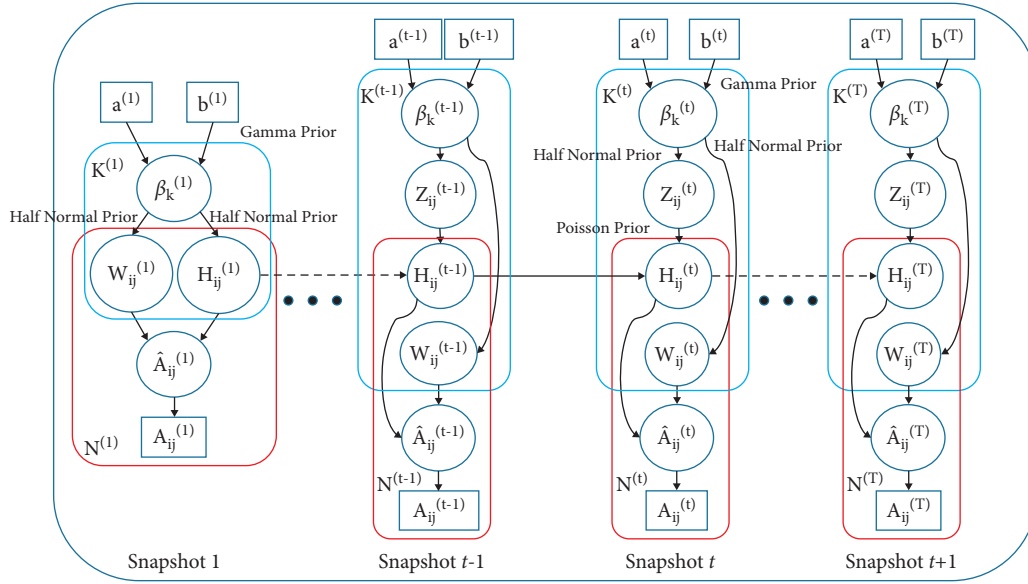 a^(1) b^(1)
Gamma Prior
K^(1)
β_k^(1)
Half Normal Prior Half Normal Prior
W_ij^(1) H_ij^(1)
Â_ij^(1)
A_ij^(1)
N^(1)
Snapshot 1
a^(t-1) b^(t-1)
K^(t-1)
β_k^(t-1)
Z_ij^(t-1)
H_ij^(t-1)
W_ij^(t-1)
Â_ij^(t-1)
N^(t-1)
A_ij^(t-1)
Snapshot t-1
a^(t) b^(t)
Gamma Prior
K^(t)
β_k^(t)
Half Normal Prior Half Normal Prior
Z_ij^(t)
Poisson Prior
H_ij^(t)
W_ij^(t)
Â_ij^(t)
N^(t)
A_ij^(t)
Snapshot t
a^(T) b^(T)
K^(T)
β_k^(T)
Z_ij^(T)
H_ij^(T)
W_ij^(T)
Â_ij^(T)
N^(T)
A_ij^(T)
Snapshot t+1